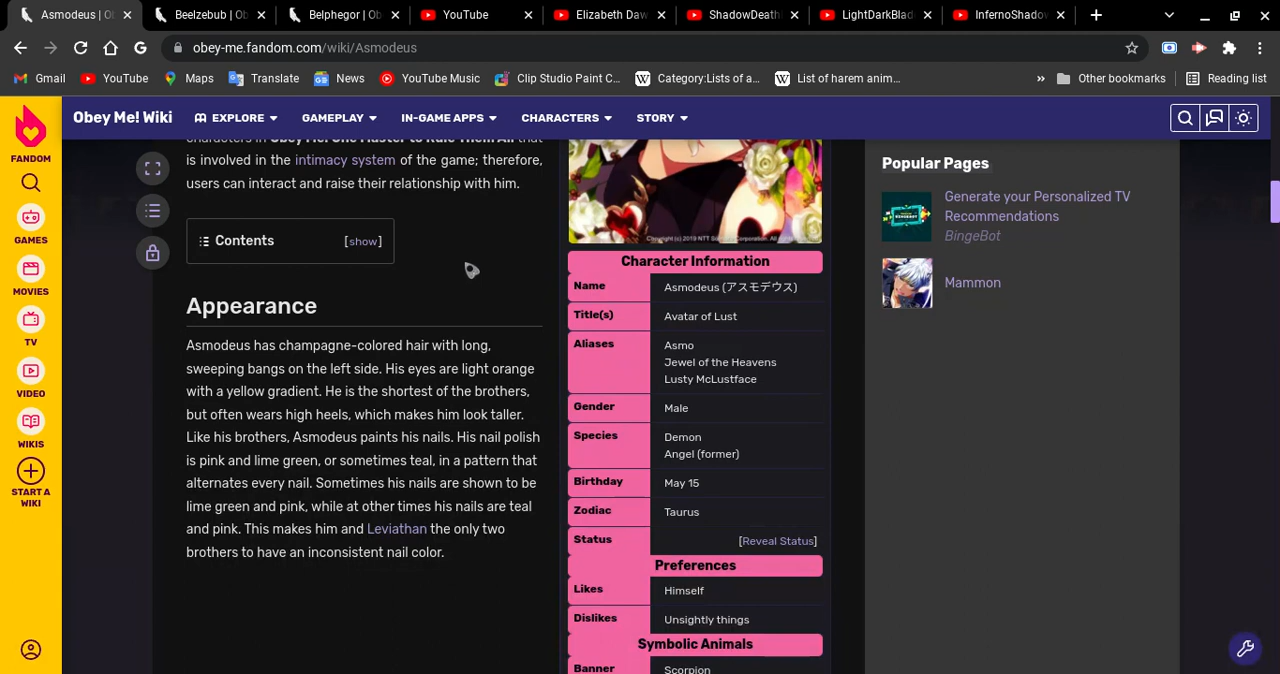 Asmodeus | Ob
Beelzebub | Ob
Belphegor | Ob
YouTube
Elizabeth Daw
ShadowDeath
LightDarkBlad
InfernoShadow
obey-me.fandom.com/wiki/Asmodeus
Gmail
YouTube
Maps
Translate
News
YouTube Music
Clip Studio Paint C...
Category:Lists of a...
List of harem anim...
»
Other bookmarks
Reading list
Obey Me! Wiki
EXPLORE
GAMEPLAY
IN-GAME APPS
CHARACTERS
STORY
FANDOM
GAMES
MOVIES
TV
VIDEO
WIKIS
START A
WIKI
characters in Obey Me! One Master to Rule Them All that
is involved in the intimacy system of the game; therefore,
users can interact and raise their relationship with him.
Contents [show]
Appearance
Asmodeus has champagne-colored hair with long,
sweeping bangs on the left side. His eyes are light orange
with a yellow gradient. He is the shortest of the brothers,
but often wears high heels, which makes him look taller.
Like his brothers, Asmodeus paints his nails. His nail polish
is pink and lime green, or sometimes teal, in a pattern that
alternates every nail. Sometimes his nails are shown to be
lime green and pink, while at other times his nails are teal
and pink. This makes him and Leviathan the only two
brothers to have an inconsistent nail color.
Copyright (c) 2019 NTT Corporation. All
Character Information
Name Asmodeus (アスモデウス)
Title(s) Avatar of Lust
Aliases Asmo
Jewel of the Heavens
Lusty McLustface
Gender Male
Species Demon
Angel (former)
Birthday May 15
Zodiac Taurus
Status [Reveal Status]
Preferences
Likes Himself
Dislikes Unsightly things
Symbolic Animals
Banner Scorpion
Popular Pages
Generate your Personalized TV
Recommendations
BingeBot
Mammon